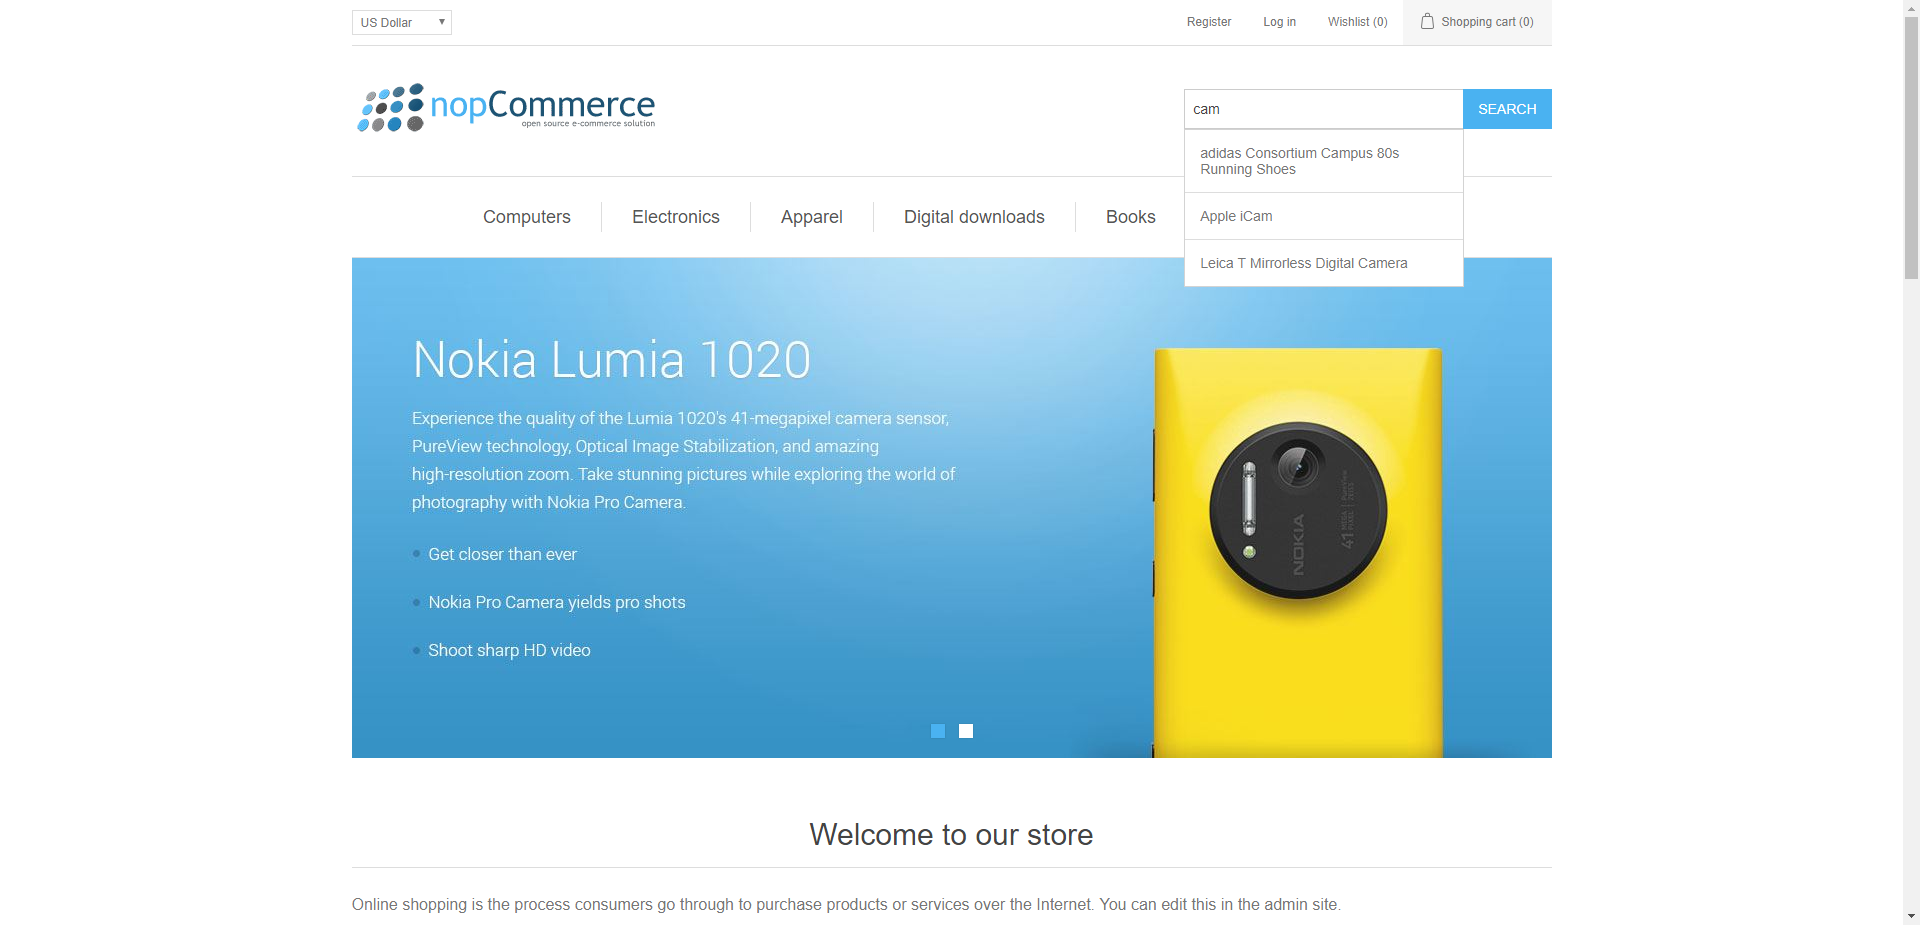 US Dollar
Register
Log in
Wishlist (0)
Shopping cart (0)
nopCommerce
open source e-commerce solution
cam
SEARCH
adidas Consortium Campus 80s
Running Shoes
Apple iCam
Leica T Mirrorless Digital Camera
Computers
Electronics
Apparel
Digital downloads
Books
Nokia Lumia 1020
Experience the quality of the Lumia 1020's 41-megapixel camera sensor,
PureView technology, Optical Image Stabilization, and amazing
high-resolution zoom. Take stunning pictures while exploring the world of
photography with Nokia Pro Camera.
Get closer than ever
Nokia Pro Camera yields pro shots
Shoot sharp HD video
NOKIA
41 MEGA
PIXEL
PureView
Welcome to our store
Online shopping is the process consumers go through to purchase products or services over the Internet. You can edit this in the admin site.